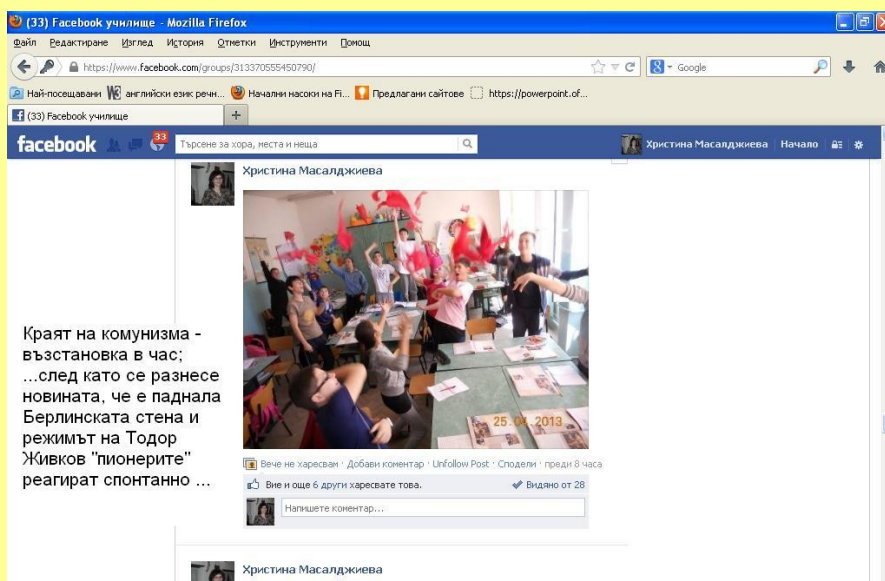 (33) Facebook училище - Mozilla Firefox
Файл Редактиране Изглед История Отметки Инструменти Помощ
https://www.facebook.com/groups/313370555450790/
Google
Най-посещавани английски език речн... Начални насоки на Fi... Предлагани сайтове https://powerpoint.of...
(33) Facebook училище
facebook 33 Търсене за хора, места и неща Христина Масалджиева Начало
Христина Масалджиева
25.04.2013
Краят на комунизма -
възстановка в час;
...след като се разнесе
новината, че е паднала
Берлинската стена и
режимът на Тодор
Живков "пионерите"
реагират спонтанно ...
Вече не харесвам · Добави коментар · Unfollow Post · Сподели · преди 8 часа
Вие и още 6 други харесвате това. Видяно от 28
Напишете коментар...
Христина Масалджиева